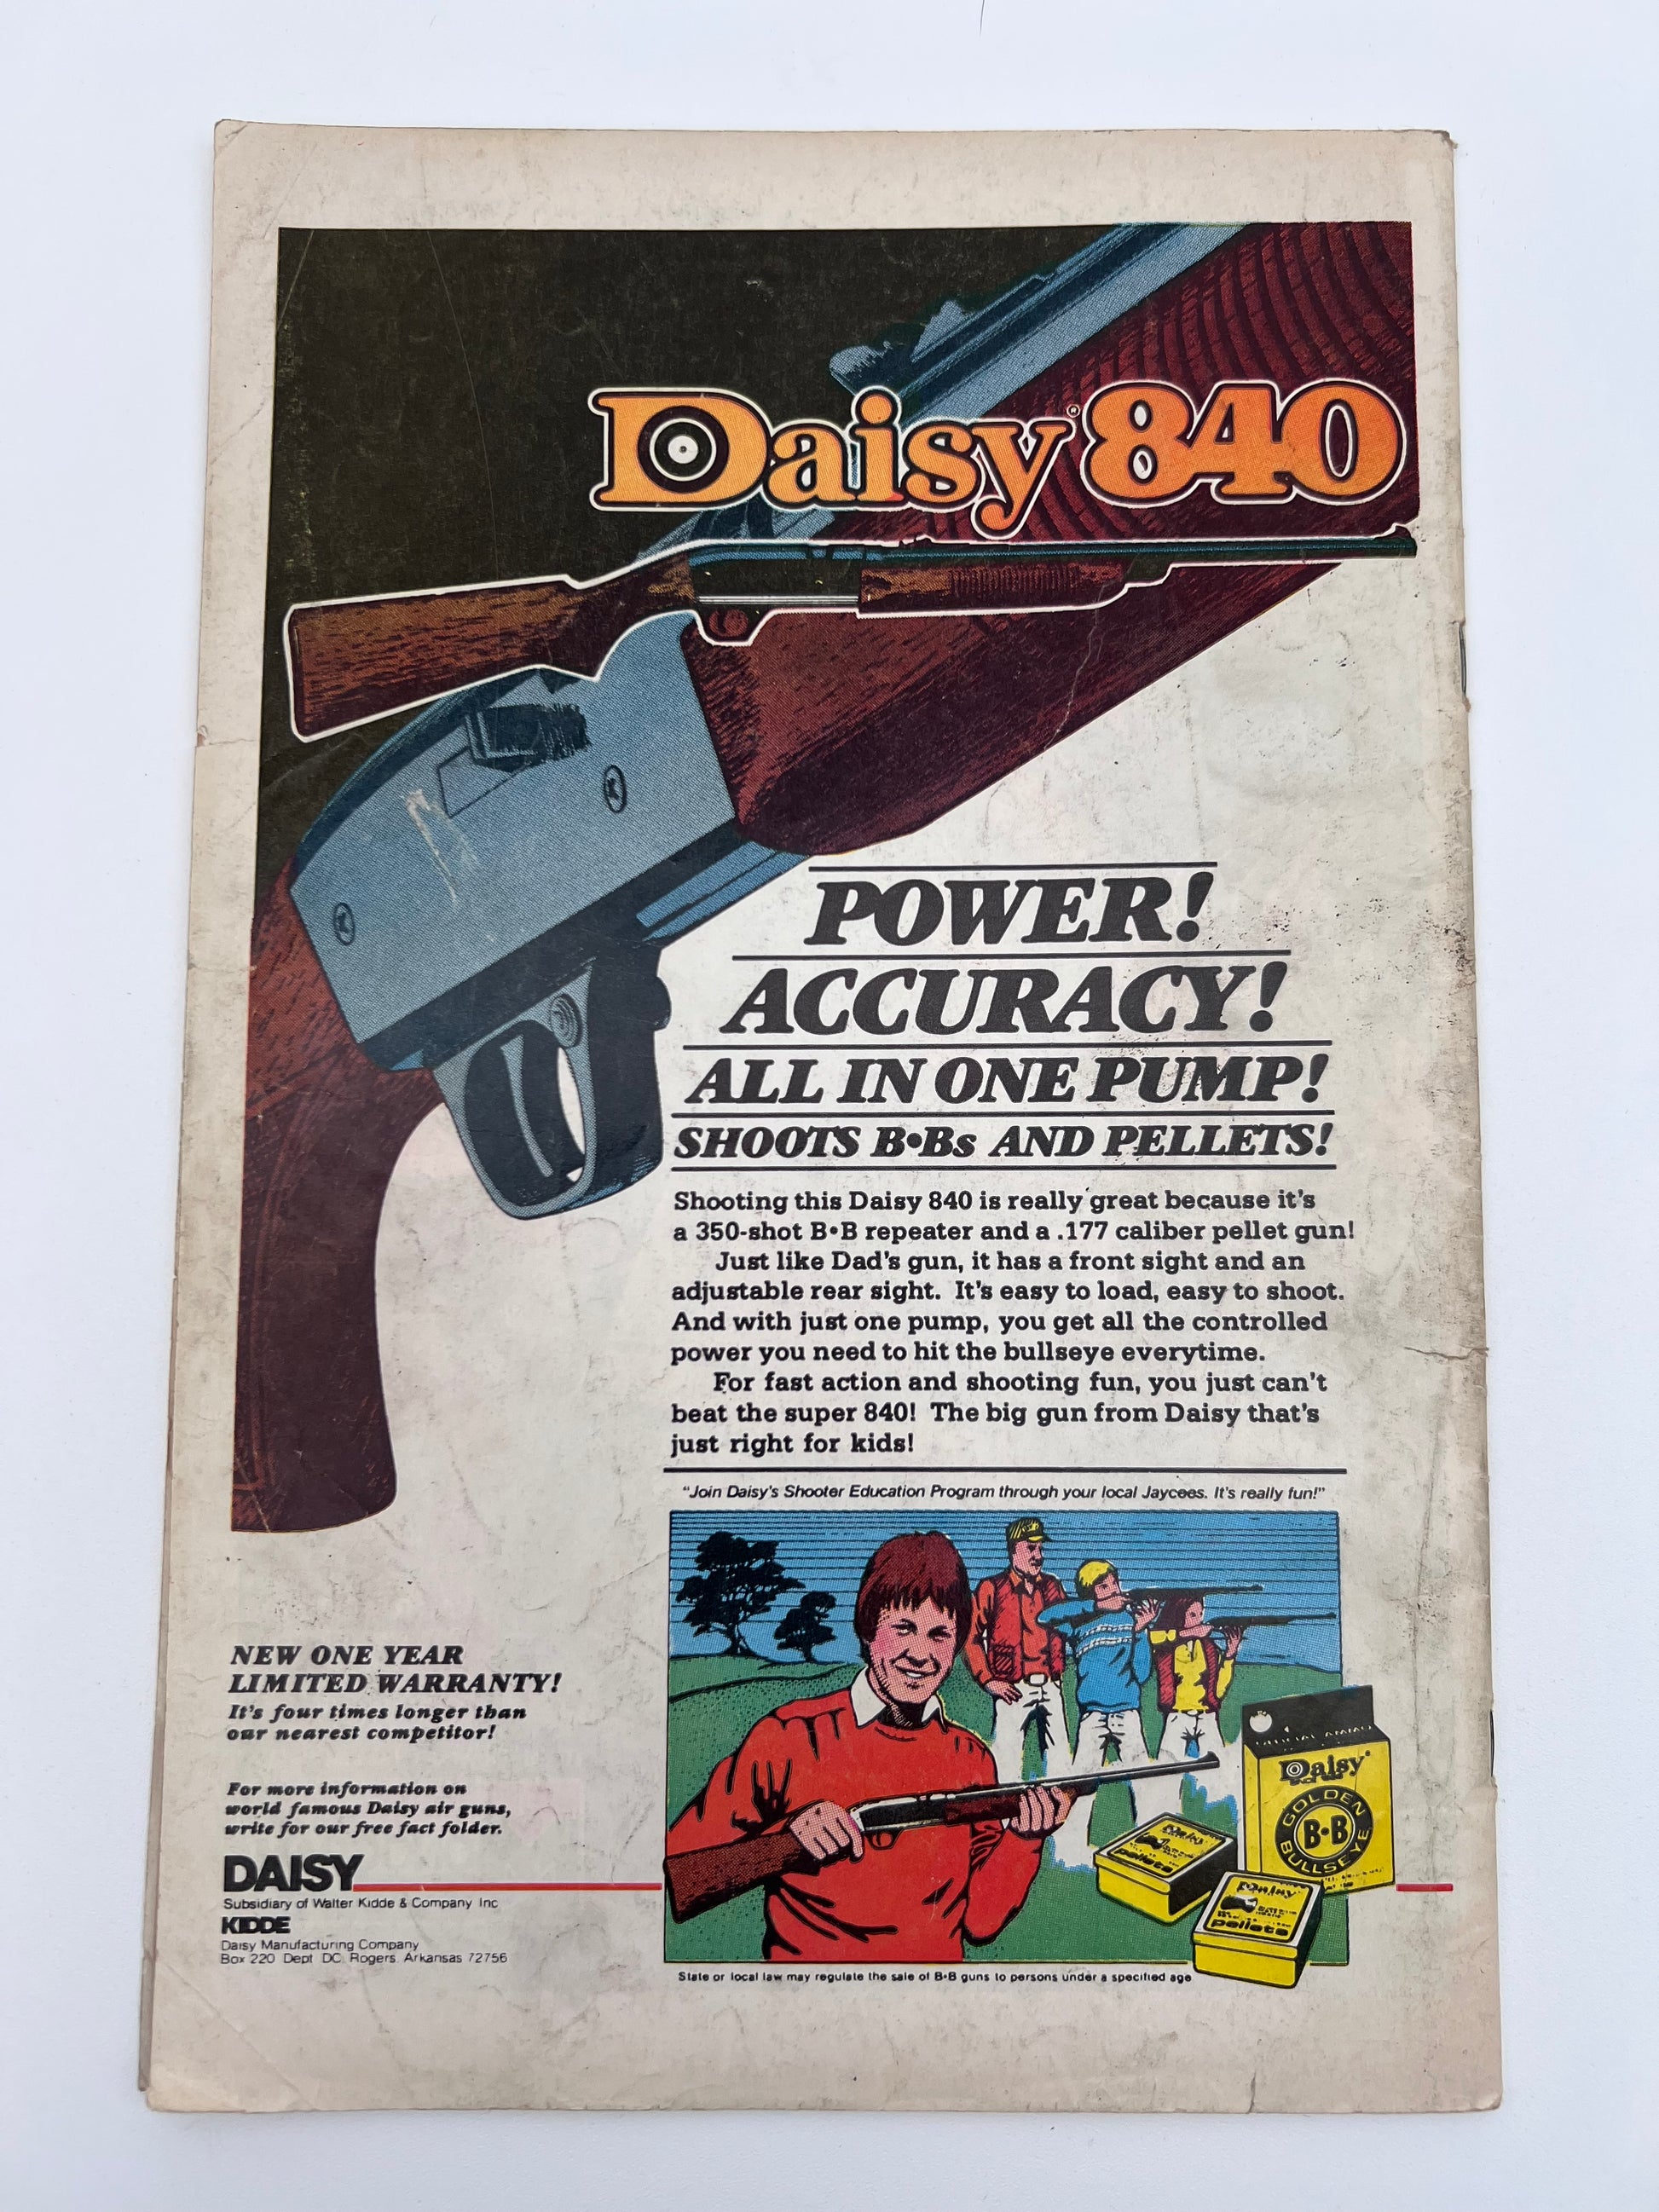 Daisy® 840
POWER!
ACCURACY!
ALL IN ONE PUMP!
SHOOTS B•Bs AND PELLETS!
Shooting this Daisy 840 is really great because it's
a 350-shot B•B repeater and a .177 caliber pellet gun!
Just like Dad's gun, it has a front sight and an
adjustable rear sight. It's easy to load, easy to shoot.
And with just one pump, you get all the controlled
power you need to hit the bullseye everytime.
For fast action and shooting fun, you just can't
beat the super 840! The big gun from Daisy that's
just right for kids!
"Join Daisy's Shooter Education Program through your local Jaycees. It's really fun!"
NEW ONE YEAR
LIMITED WARRANTY!
It's four times longer than
our nearest competitor!
For more information on
world famous Daisy air guns,
write for our free fact folder.
DAISY
Subsidiary of Walter Kidde & Company Inc
KIDDE
Daisy Manufacturing Company
Box 220 Dept DC Rogers Arkansas 72756
Daisy
GOLDEN
B•B
BULLSEYE
Daisy
pellets
Daisy
pellets
State or local law may regulate the sale of B•B guns to persons under a specified age